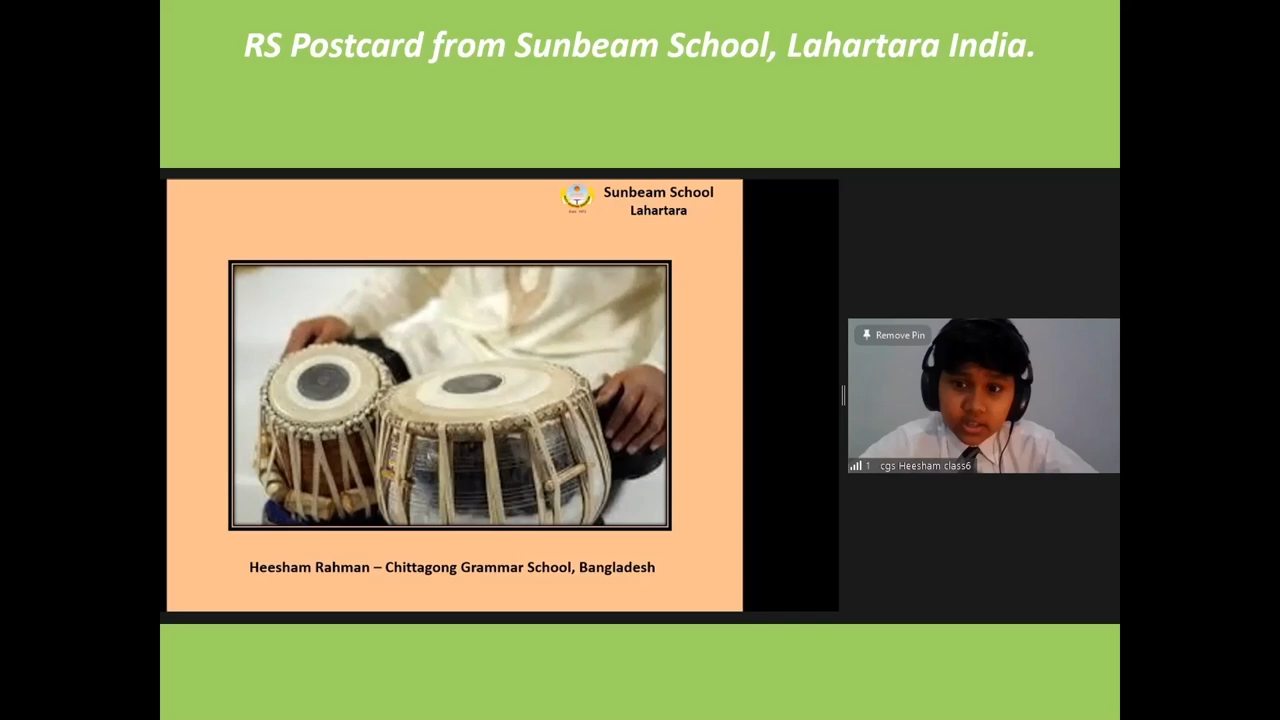 RS Postcard from Sunbeam School, Lahartara India.
Sunbeam School
Lahartara
Remove Pin
1 cgs Heesham class6
Heesham Rahman – Chittagong Grammar School, Bangladesh